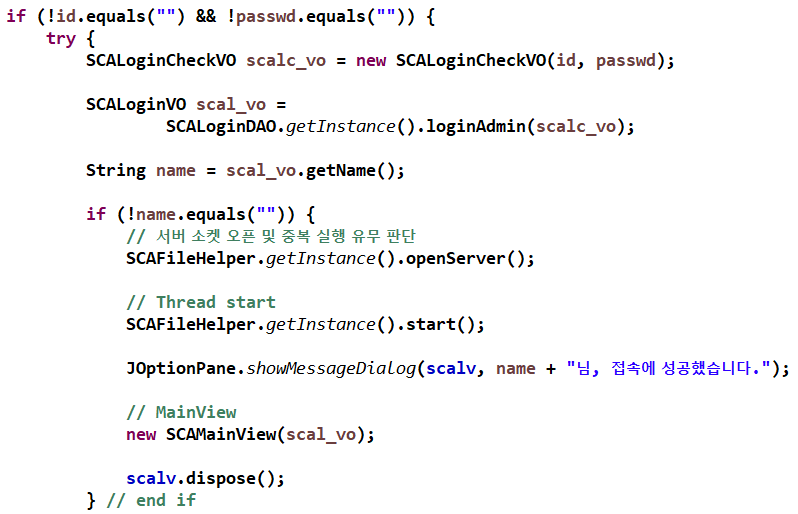 if (!id.equals("") && !passwd.equals("")) {
    try {
        SCALoginCheckVO scalc_vo = new SCALoginCheckVO(id, passwd);
        SCALoginVO scal_vo =
                SCALoginDAO.getInstance().loginAdmin(scalc_vo);
        String name = scal_vo.getName();
        if (!name.equals("")) {
            // 서버 소켓 오픈 및 중복 실행 유무 판단
            SCAFileHelper.getInstance().openServer();
            // Thread start
            SCAFileHelper.getInstance().start();
            JOptionPane.showMessageDialog(scalv, name + "님, 접속에 성공했습니다.");
            // MainView
            new SCAMainView(scal_vo);
            scalv.dispose();
        } // end if